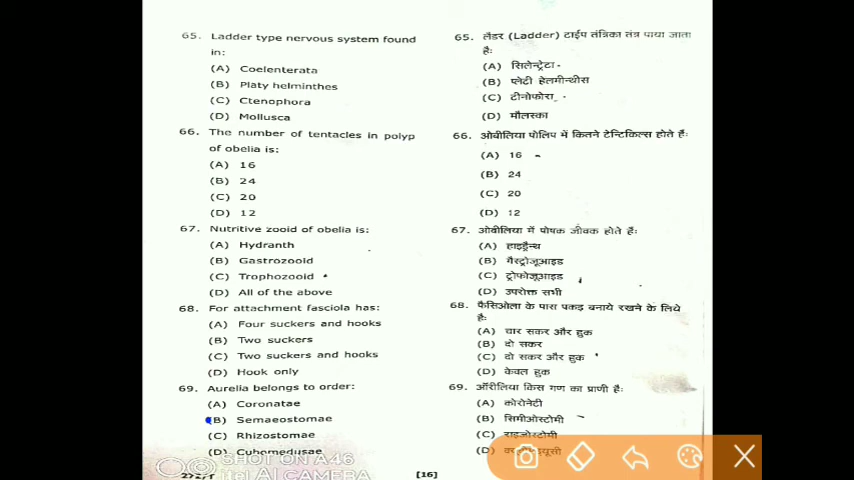 65. Ladder type nervous system found
in:
(A) Coelenterata
(B) Platy helminthes
(C) Ctenophora
(D) Mollusca
66. The number of tentacles in polyp
of obelia is:
(A) 16
(B) 24
(C) 20
(D) 12
67. Nutritive zooid of obelia is:
(A) Hydranth
(B) Gastrozooid
(C) Trophozooid
(D) All of the above
68. For attachment fasciola has:
(A) Four suckers and hooks
(B) Two suckers
(C) Two suckers and hooks
(D) Hook only
69. Aurelia belongs to order:
(A) Coronatae
(B) Semaeostomae
(C) Rhizostomae
(D) Cubomedusae
65. लैडर (Ladder) टाईप तंत्रिका तंत्र पाया जाता
है:
(A) सिलेन्ट्रेटा
(B) प्लेटी हेलमीन्थीस
(C) टीनोफोरा
(D) मौलस्का
66. ओबीलिया पोलिप में कितने टेन्टिकिल्स होते हैं:
(A) 16
(B) 24
(C) 20
(D) 12
67. ओबीलिया में पोषक जीवक होते हैं:
(A) हाइड्रैन्थ
(B) गैस्ट्रोजूआइड
(C) ट्रोफोजूआइड
(D) उपरोक्त सभी
68. फैसिओला के पास पकड़ बनाये रखने के लिये
है:
(A) चार सकर और हुक
(B) दो सकर
(C) दो सकर और हुक
(D) केवल हुक
69. ऑरीलिया किस गण का प्राणी है:
(A) कोरोनेटी
(B) सिमीओस्टोमी
(C) राइजोस्टोमी
(D)
SHOT ON A46
itel AI CAMERA
[16]